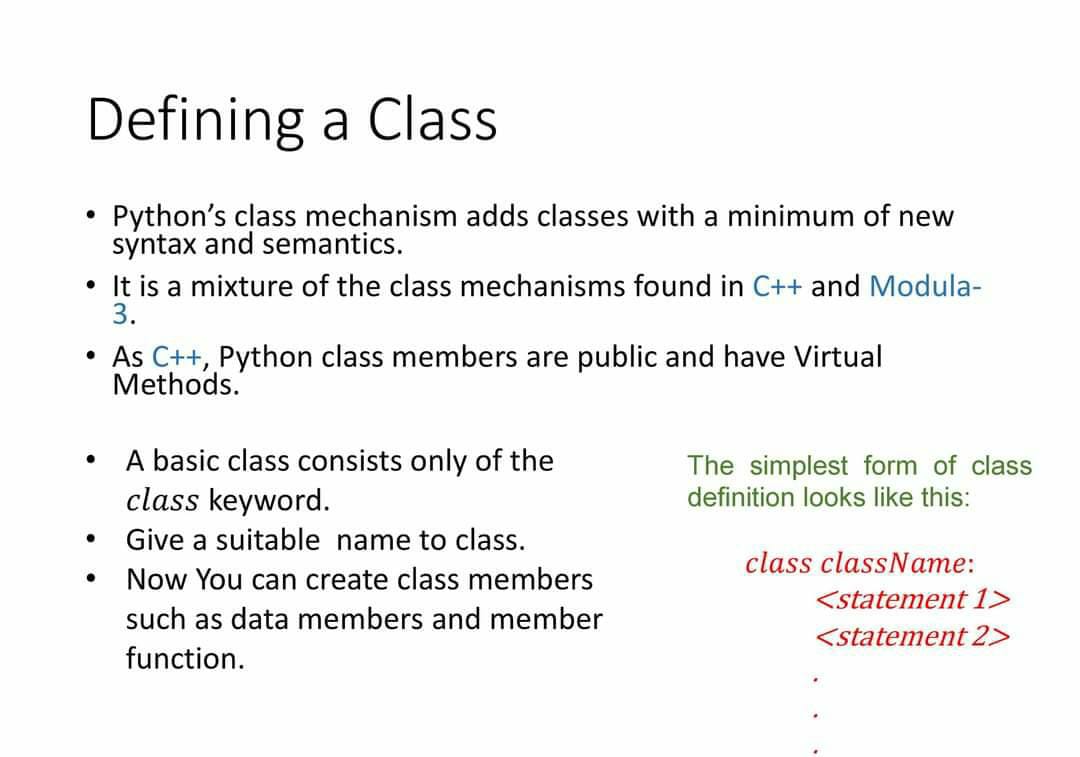 Defining a Class
• Python’s class mechanism adds classes with a minimum of new
syntax and semantics.
• It is a mixture of the class mechanisms found in C++ and Modula-
3.
• As C++, Python class members are public and have Virtual
Methods.
• A basic class consists only of the
class keyword.
• Give a suitable  name to class.
• Now You can create class members
such as data members and member
function.
The simplest form of class
definition looks like this:
class className:
<statement 1>
<statement 2>
.
.
.